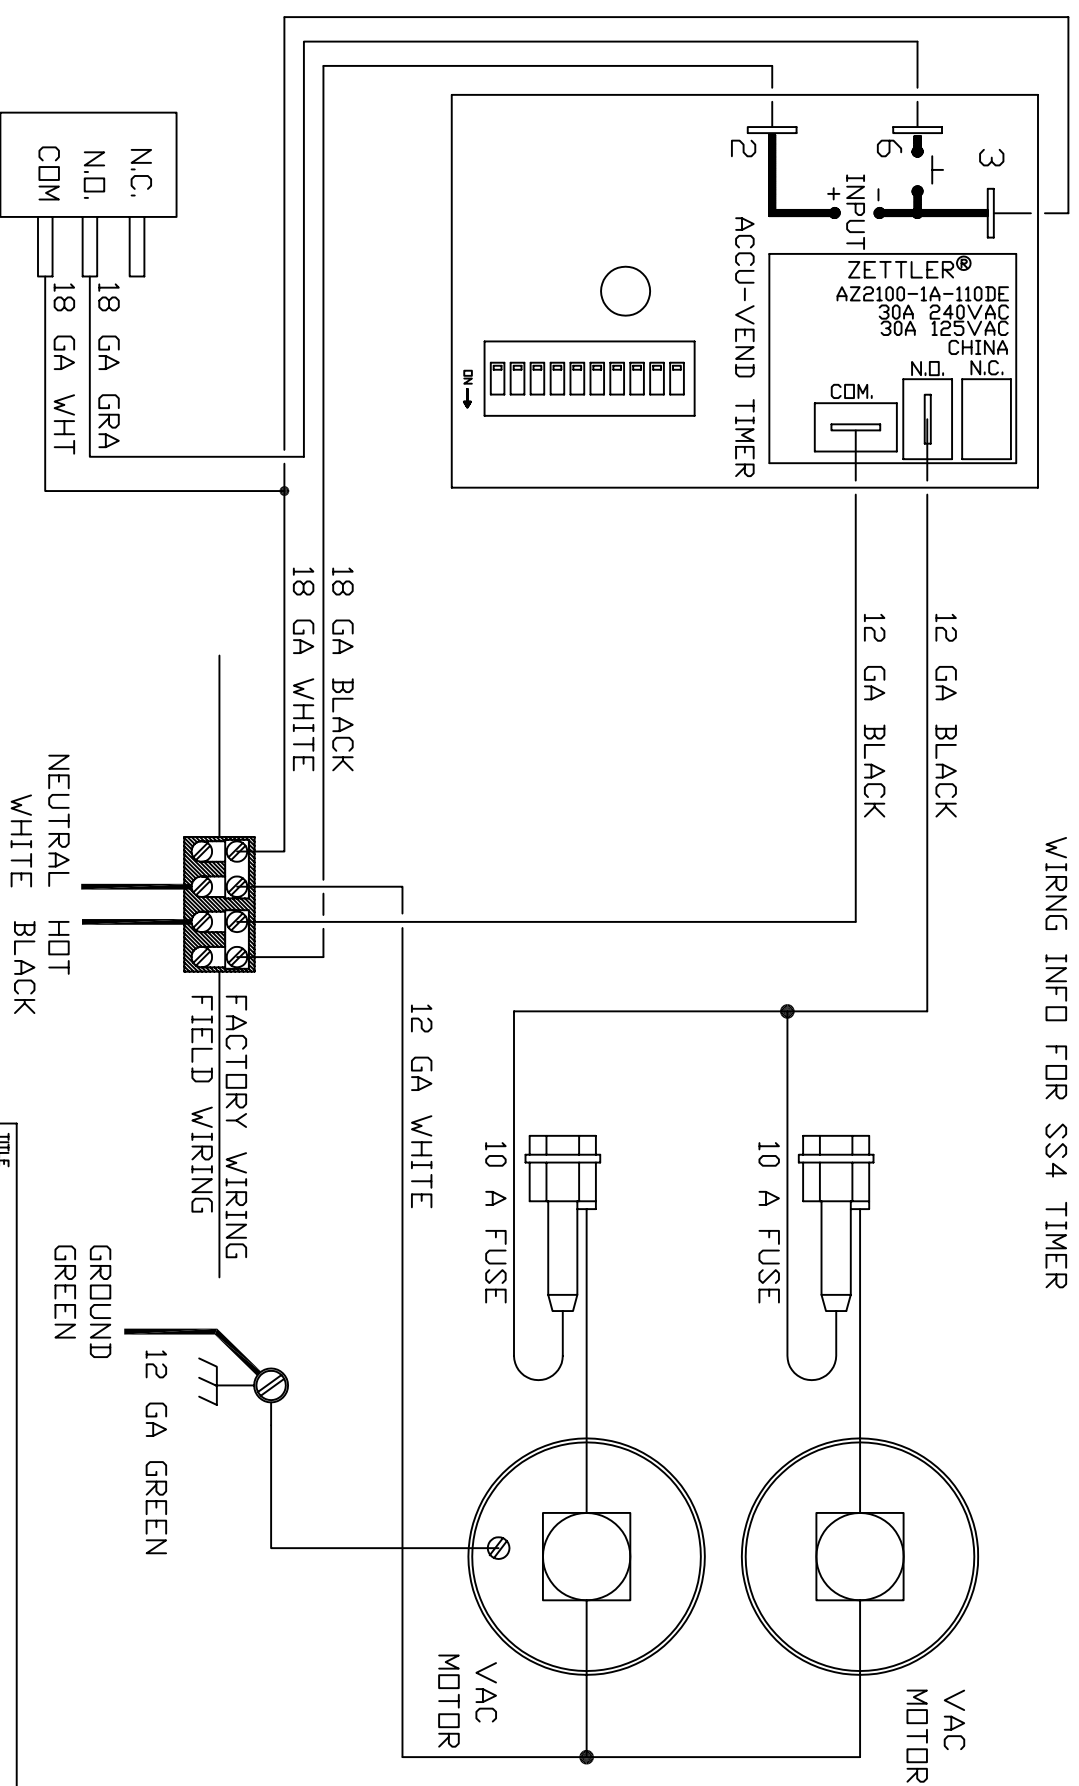 WIRNG INFO FOR SS4 TIMER
3
6
2
INPUT
-
+
ZETTLER®
AZ2100-1A-110DE
30A 240VAC
30A 125VAC
CHINA
N.C.
N.O.
COM.
ACCU-VEND TIMER
ON
N.C.
N.O.
COM
18 GA GRA
18 GA WHT
18 GA BLACK
18 GA WHITE
12 GA BLACK
12 GA BLACK
NEUTRAL
WHITE
HOT
BLACK
FACTORY WIRING
FIELD WIRING
12 GA WHITE
10 A FUSE
10 A FUSE
GROUND
GREEN
12 GA GREEN
VAC
MOTOR
VAC
MOTOR
TITLE